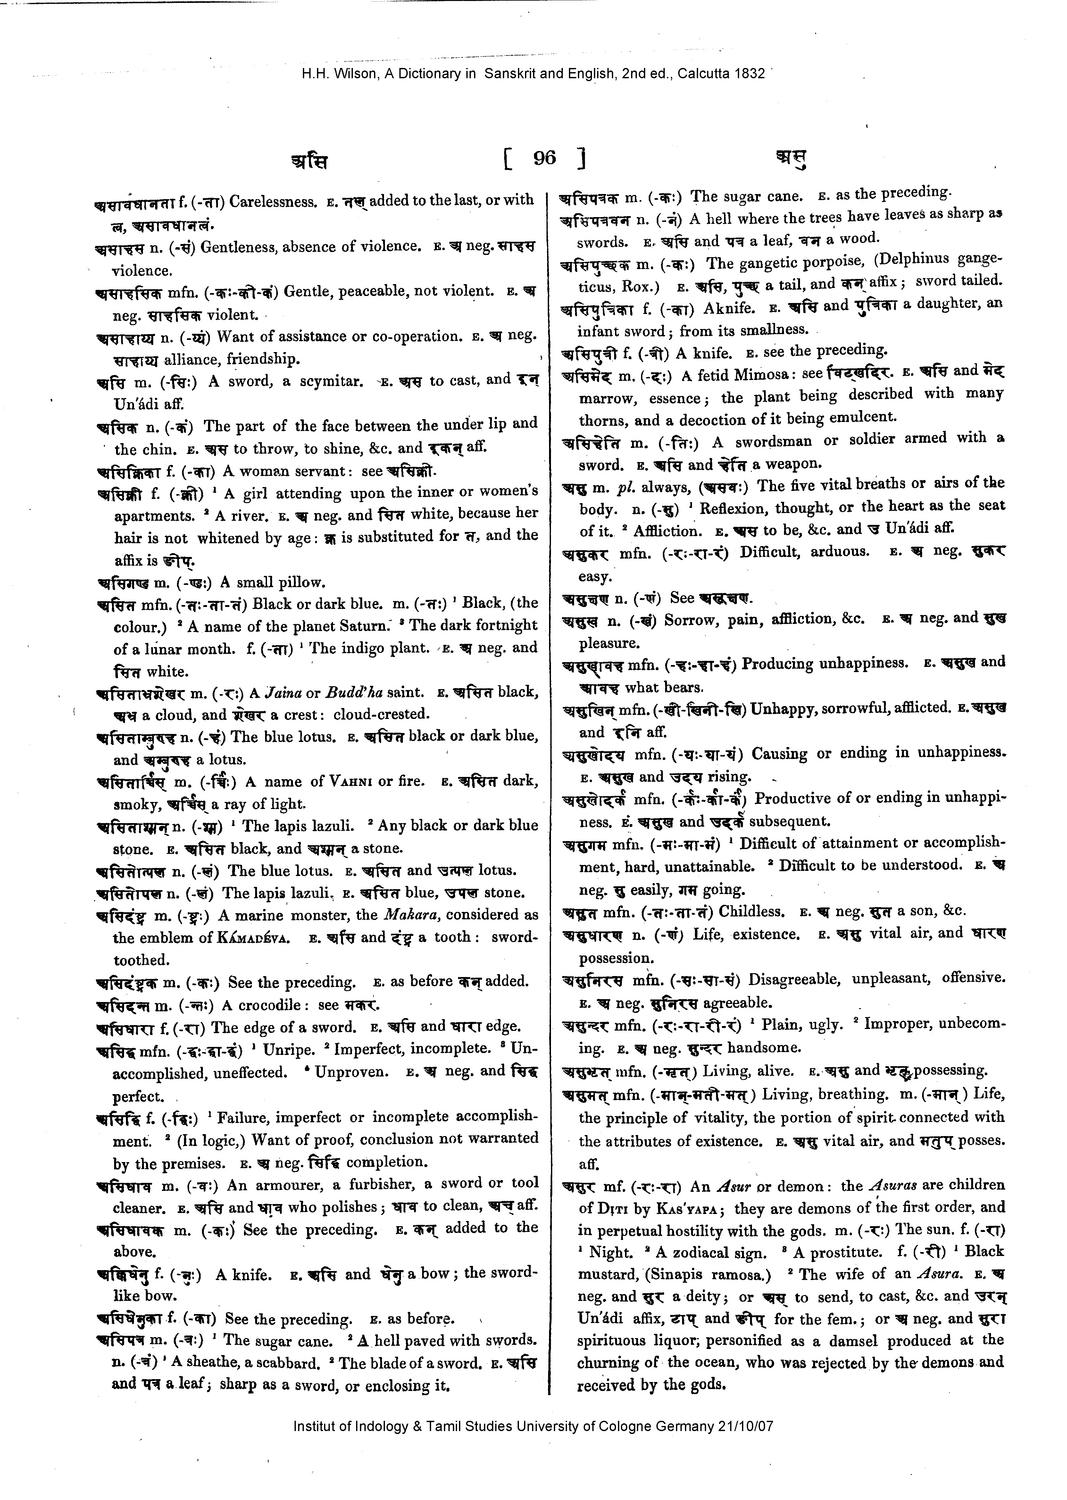 H.H. Wilson, A Dictionary in Sanskrit and English, 2nd ed., Calcutta 1832
असि [ 96 ] असु
असावधानता f. (-ता) Carelessness. E. तल् added to the last, or with
त्व, असावधानत्वं.
असाहस n. (-सं) Gentleness, absence of violence. E. अ neg. साहस
violence.
असाहसिक mfn. (-कः-की-कं) Gentle, peaceable, not violent. E. अ
neg. साहसिक violent.
असाहाय्य n. (-य्यं) Want of assistance or co-operation. E. अ neg.
साहाय्य alliance, friendship.
असि m. (-सिः) A sword, a scymitar. E. अस to cast, and इन्
Un'ádi aff.
असिक n. (-कं) The part of the face between the under lip and
the chin. E. अस to throw, to shine, &c. and इकन् aff.
असिक्निका f. (-का) A woman servant: see असिक्नी.
असिक्नी f. (-क्नी) ¹ A girl attending upon the inner or women's
apartments. ² A river. E. अ neg. and सित white, because her
hair is not whitened by age: क्न is substituted for त, and the
affix is ङीप्.
असिगण्ड m. (-ण्डः) A small pillow.
असित mfn. (-तः-ता-तं) Black or dark blue. m. (-तः) ¹ Black, (the
colour.) ² A name of the planet Saturn. ³ The dark fortnight
of a lunar month. f. (-ता) ¹ The indigo plant. E. अ neg. and
सित white.
असिताभ्रशेखर m. (-रः) A Jaina or Budd'ha saint. E. असित black,
अभ्र a cloud, and शेखर a crest: cloud-crested.
असिताम्बुरुह n. (-हं) The blue lotus. E. असित black or dark blue,
and अम्बुरुह a lotus.
असितार्चिस् m. (-र्चिः) A name of VAHNI or fire. E. असित dark,
smoky, अर्चिस् a ray of light.
असिताश्मन् n. (-श्म) ¹ The lapis lazuli. ² Any black or dark blue
stone. E. असित black, and अश्मन् a stone.
असितोत्पल n. (-लं) The blue lotus. E. असित and उत्पल lotus.
असितोपल n. (-लं) The lapis lazuli. E. असित blue, उपल stone.
असिदंष्ट्र m. (-ष्ट्रः) A marine monster, the Makara, considered as
the emblem of KÁMADÉVA. E. असि and दंष्ट्र a tooth: sword-
toothed.
असिदंष्ट्रक m. (-कः) See the preceding. E. as before कन् added.
असिदन्त m. (-न्तः) A crocodile: see मकर.
असिधारा f. (-रा) The edge of a sword. E. असि and धारा edge.
असिद्ध mfn. (-द्धः-द्धा-द्धं) ¹ Unripe. ² Imperfect, incomplete. ³ Un-
accomplished, uneffected. ⁴ Unproven. E. अ neg. and सिद्ध
perfect.
असिद्धि f. (-द्धिः) ¹ Failure, imperfect or incomplete accomplish-
ment. ² (In logic,) Want of proof, conclusion not warranted
by the premises. E. अ neg. सिद्धि completion.
असिधाव m. (-वः) An armourer, a furbisher, a sword or tool
cleaner. E. असि and धाव who polishes; धाव to clean, अच् aff.
असिधावक m. (-कः) See the preceding. E. कन् added to the
above.
असिधेनु f. (-नुः) A knife. E. असि and धेनु a bow; the sword-
like bow.
असिधेनुका f. (-का) See the preceding. E. as before.
असिपत्र m. (-त्रः) ¹ The sugar cane. ² A hell paved with swords.
n. (-त्रं) ¹ A sheathe, a scabbard. ² The blade of a sword. E. असि
and पत्र a leaf; sharp as a sword, or enclosing it.
असिपत्रक m. (-कः) The sugar cane. E. as the preceding.
असिपत्रवन n. (-नं) A hell where the trees have leaves as sharp as
swords. E. असि and पत्र a leaf, वन a wood.
असिपुच्छक m. (-कः) The gangetic porpoise, (Delphinus gange-
ticus, Rox.) E. असि, पुच्छ a tail, and कन् affix; sword tailed.
असिपुत्रिका f. (-का) A knife. E. असि and पुत्रिका a daughter, an
infant sword; from its smallness.
असिपुत्री f. (-त्री) A knife. E. see the preceding.
असिमेद m. (-दः) A fetid Mimosa: see विट्खदिर. E. असि and मेद
marrow, essence; the plant being described with many
thorns, and a decoction of it being emulcent.
असिहेति m. (-तिः) A swordsman or soldier armed with a
sword. E. असि and हेति a weapon.
असु m. pl. always, (असवः) The five vital breaths or airs of the
body. n. (-सु) ¹ Reflexion, thought, or the heart as the seat
of it. ² Affliction. E. अस to be, &c. and उ Un'ádi aff.
असुकर mfn. (-रः-रा-रं) Difficult, arduous. E. अ neg. सुकर
easy.
असुक्षण n. (-णं) See असूक्षण.
असुख n. (-खं) Sorrow, pain, affliction, &c. E. अ neg. and सुख
pleasure.
असुखावह mfn. (-हः-हा-हं) Producing unhappiness. E. असुख and
आवह what bears.
असुखिन् mfn. (-खी-खिनी-खि) Unhappy, sorrowful, afflicted. E. असुख
and इनि aff.
असुखोदय mfn. (-यः-या-यं) Causing or ending in unhappiness.
E. असुख and उदय rising.
असुखोदर्क mfn. (-र्कः-र्का-र्कं) Productive of or ending in unhappi-
ness. E. असुख and उदर्क subsequent.
असुगम mfn. (-मः-मा-मं) ¹ Difficult of attainment or accomplish-
ment, hard, unattainable. ² Difficult to be understood. E. अ
neg. सु easily, गम going.
असुत mfn. (-तः-ता-तं) Childless. E. अ neg. सुत a son, &c.
असुधारण n. (-णं) Life, existence. E. असु vital air, and धारण
possession.
असुनिरस mfn. (-सः-सा-सं) Disagreeable, unpleasant, offensive.
E. अ neg. सुनिरस agreeable.
असुन्दर mfn. (-रः-रा-री-रं) ¹ Plain, ugly. ² Improper, unbecom-
ing. E. अ neg. सुन्दर handsome.
असुभृत् mfn. (-भृत्) Living, alive. E. असु and भृत् possessing.
असुमत् mfn. (-मान्-मती-मत्) Living, breathing. m. (-मान्) Life,
the principle of vitality, the portion of spirit connected with
the attributes of existence. E. असु vital air, and मतुप् posses.
aff.
असुर mf. (-रः-रा) An Asur or demon: the Asuras are children
of DITI by KAS'YAPA; they are demons of the first order, and
in perpetual hostility with the gods. m. (-रः) The sun. f. (-रा)
¹ Night. ² A zodiacal sign. ³ A prostitute. f. (-री) ¹ Black
mustard, (Sinapis ramosa.) ² The wife of an Asura. E. अ
neg. and सुर a deity; or अस् to send, to cast, &c. and उरन्
Un'ádi affix, टाप् and ङीप् for the fem.; or अ neg. and सुरा
spirituous liquor; personified as a damsel produced at the
churning of the ocean, who was rejected by the demons and
received by the gods.
Institut of Indology & Tamil Studies University of Cologne Germany 21/10/07